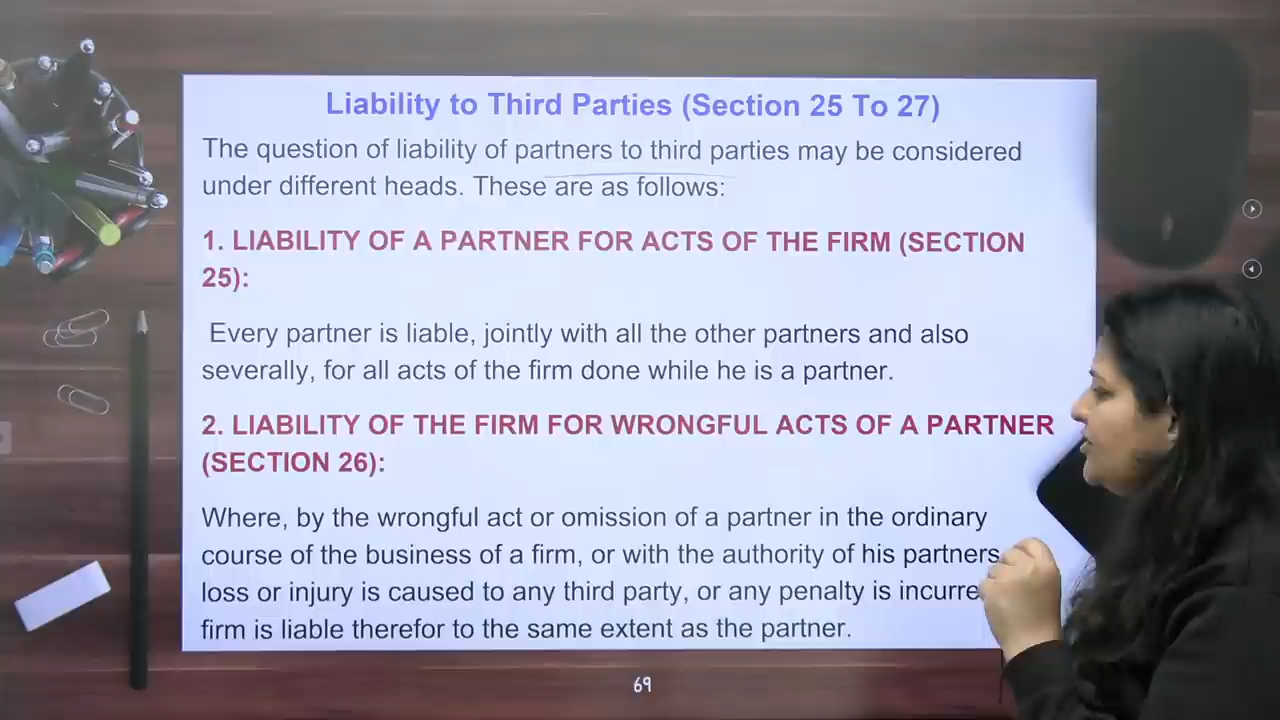 Liability to Third Parties (Section 25 To 27)
The question of liability of partners to third parties may be considered
under different heads. These are as follows:
1. LIABILITY OF A PARTNER FOR ACTS OF THE FIRM (SECTION
25):
Every partner is liable, jointly with all the other partners and also
severally, for all acts of the firm done while he is a partner.
2. LIABILITY OF THE FIRM FOR WRONGFUL ACTS OF A PARTNER
(SECTION 26):
Where, by the wrongful act or omission of a partner in the ordinary
course of the business of a firm, or with the authority of his partners
loss or injury is caused to any third party, or any penalty is incurre
firm is liable therefor to the same extent as the partner.
69